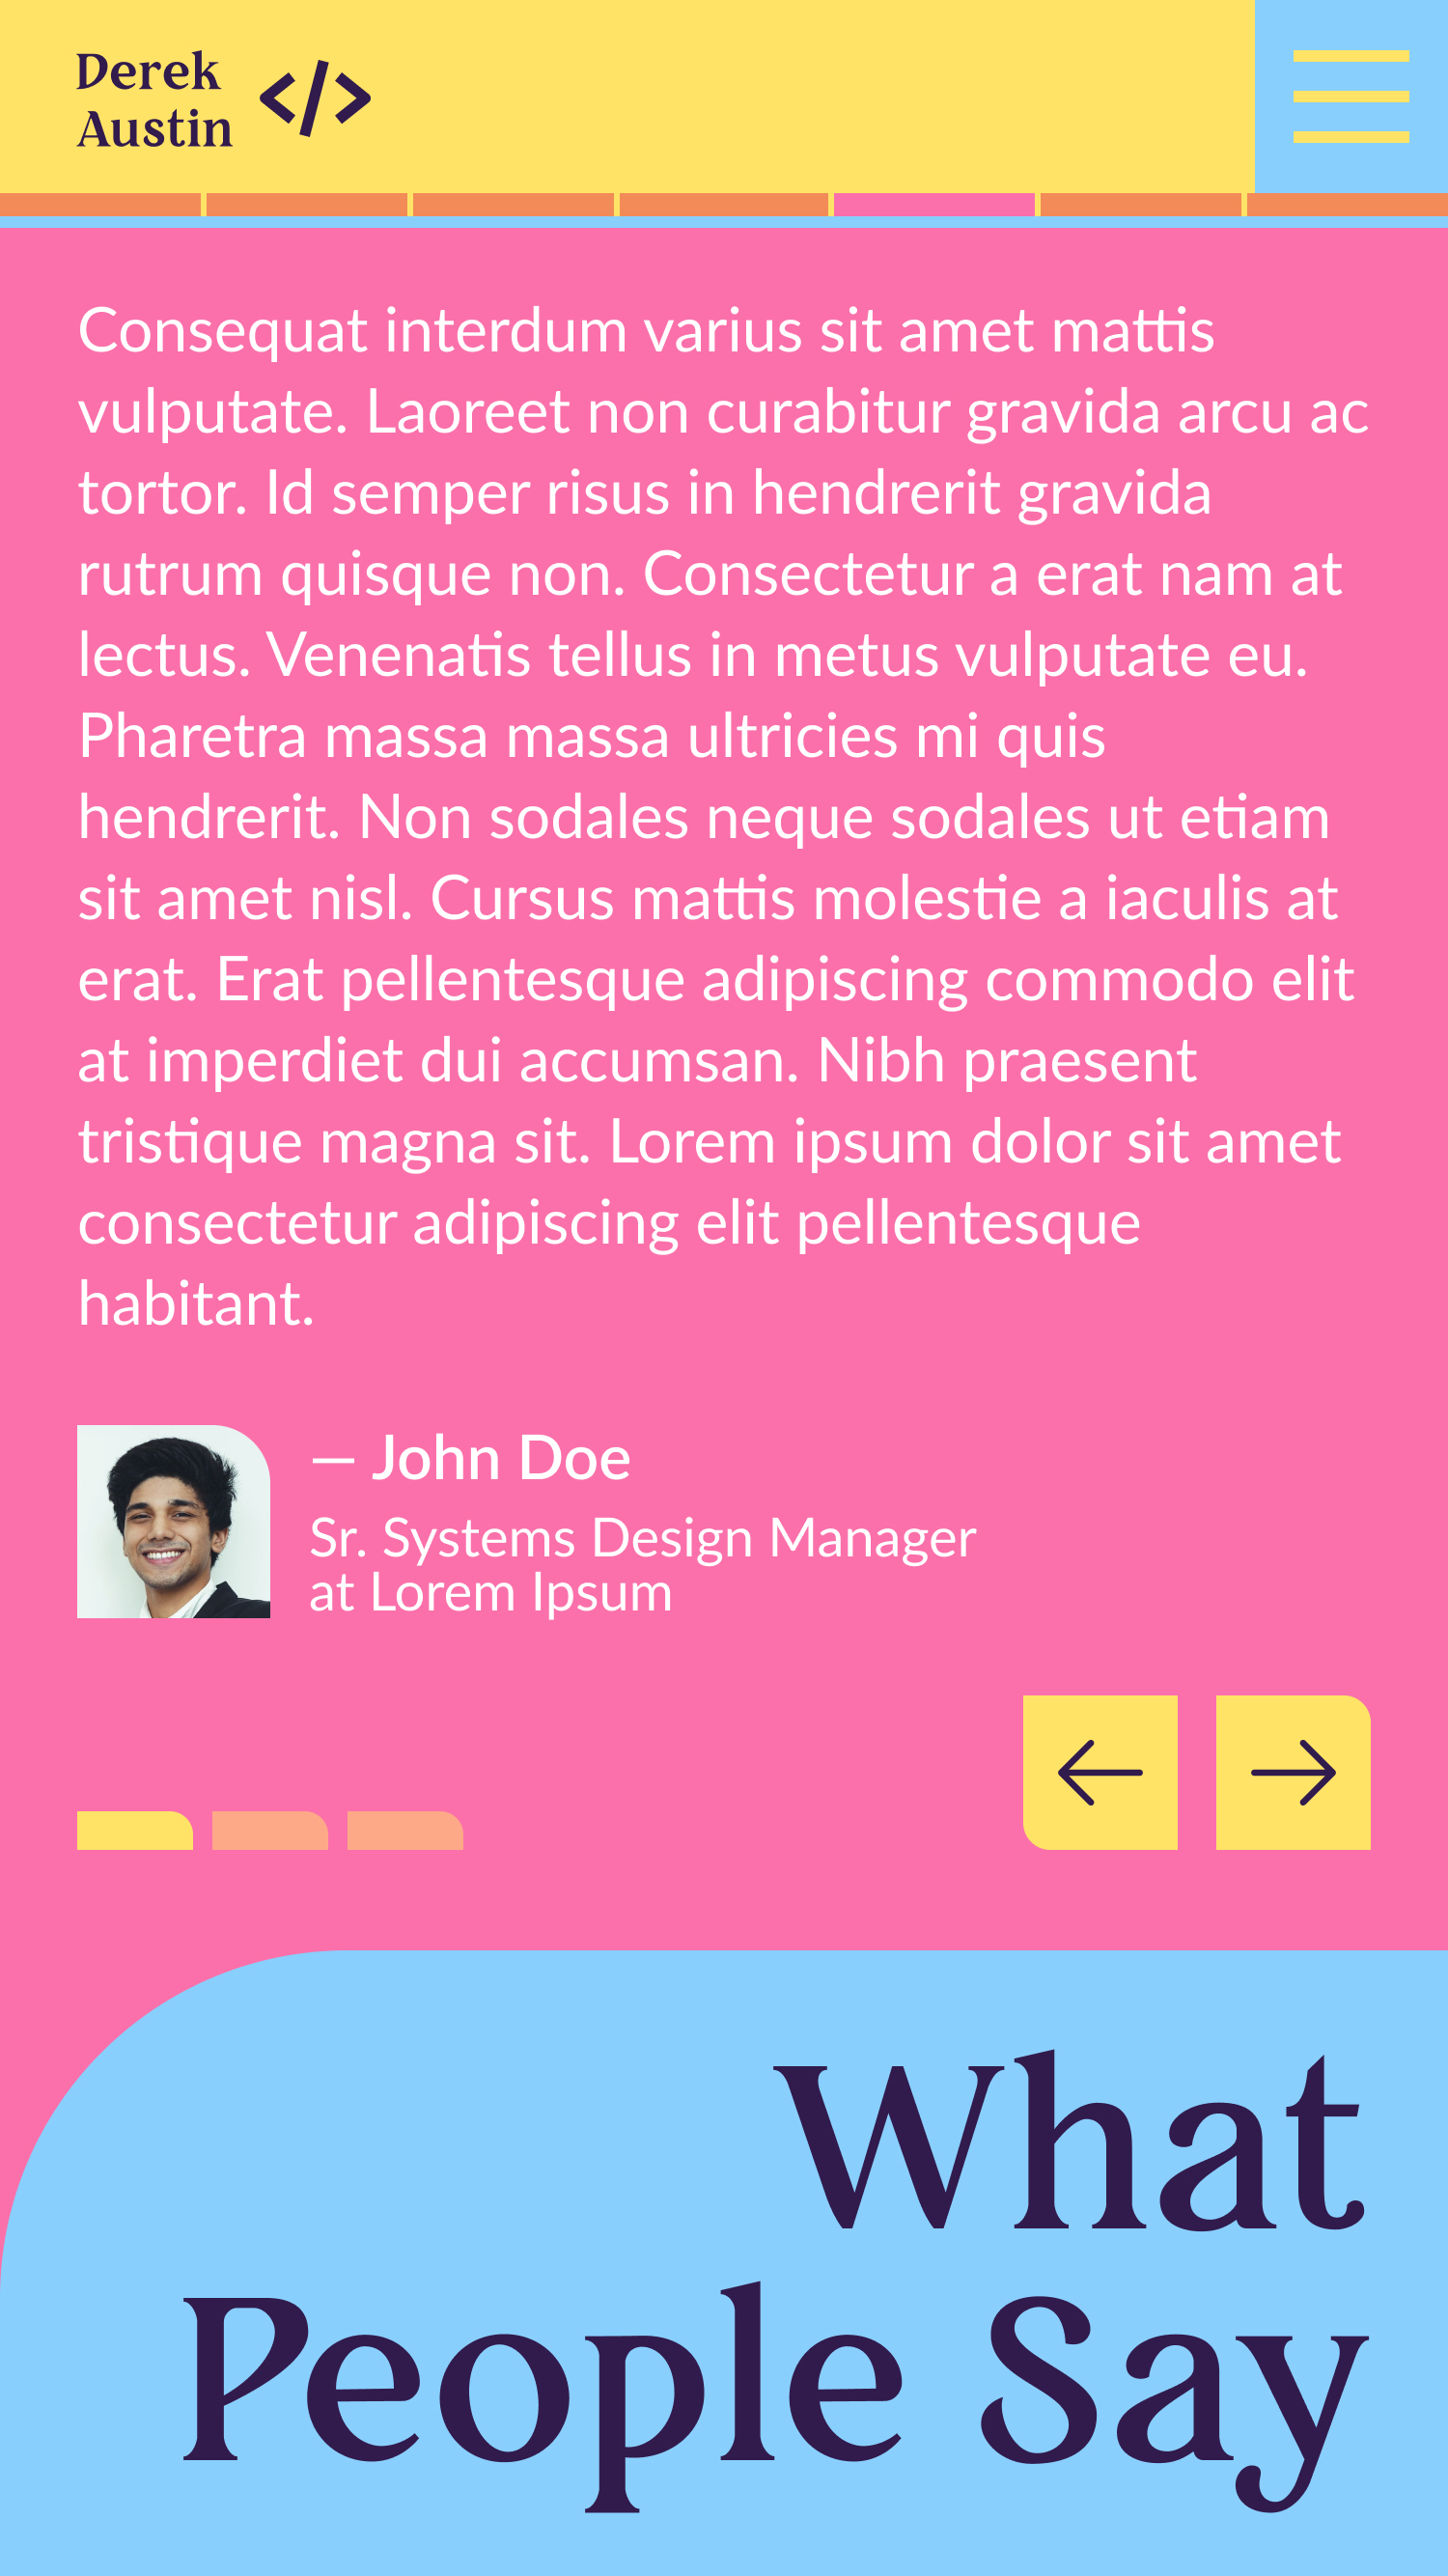 Derek
Austin
</>
Consequat interdum varius sit amet mattis
vulputate. Laoreet non curabitur gravida arcu ac
tortor. Id semper risus in hendrerit gravida
rutrum quisque non. Consectetur a erat nam at
lectus. Venenatis tellus in metus vulputate eu.
Pharetra massa massa ultricies mi quis
hendrerit. Non sodales neque sodales ut etiam
sit amet nisl. Cursus mattis molestie a iaculis at
erat. Erat pellentesque adipiscing commodo elit
at imperdiet dui accumsan. Nibh praesent
tristique magna sit. Lorem ipsum dolor sit amet
consectetur adipiscing elit pellentesque
habitant.
— John Doe
Sr. Systems Design Manager
at Lorem Ipsum
What
People Say